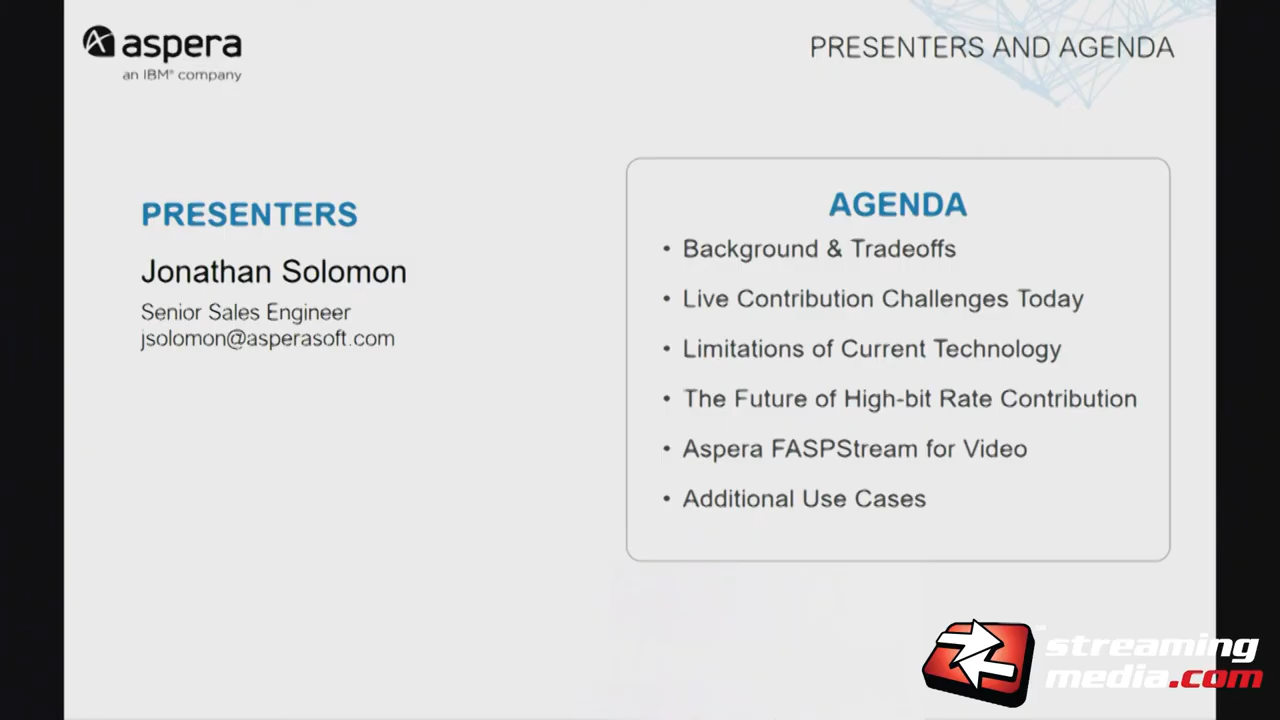 aspera
an IBM® company
PRESENTERS AND AGENDA
PRESENTERS
Jonathan Solomon
Senior Sales Engineer
jsolomon@asperasoft.com
AGENDA
• Background & Tradeoffs
• Live Contribution Challenges Today
• Limitations of Current Technology
• The Future of High-bit Rate Contribution
• Aspera FASPStream for Video
• Additional Use Cases
streaming
media.com